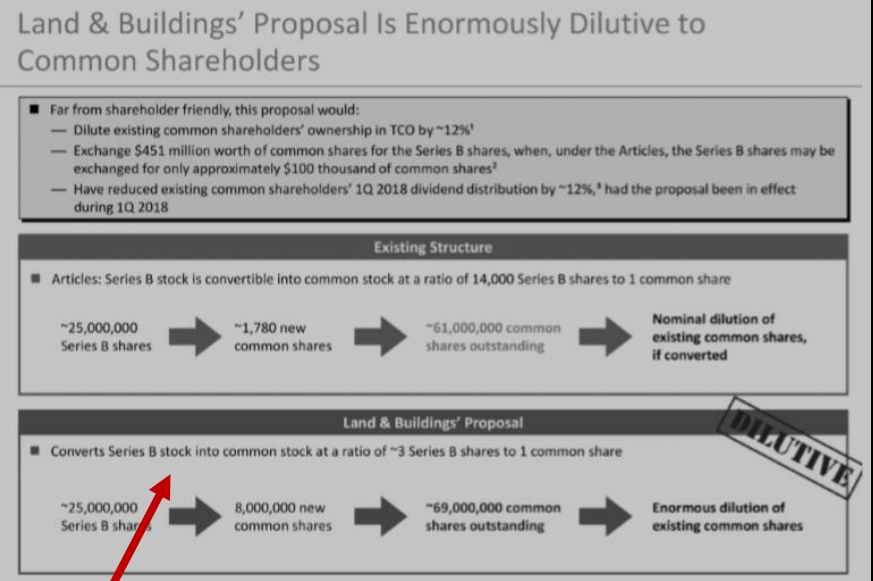 Land & Buildings' Proposal Is Enormously Dilutive to
Common Shareholders
■ Far from shareholder friendly, this proposal would:
— Dilute existing common shareholders' ownership in TCO by ~12%¹
— Exchange $451 million worth of common shares for the Series B shares, when, under the Articles, the Series B shares may be
exchanged for only approximately $100 thousand of common shares²
— Have reduced existing common shareholders' 1Q 2018 dividend distribution by ~12%,³ had the proposal been in effect
during 1Q 2018
Existing Structure
■ Articles: Series B stock is convertible into common stock at a ratio of 14,000 Series B shares to 1 common share
~25,000,000
Series B shares
~1,780 new
common shares
~61,000,000 common
shares outstanding
Nominal dilution of
existing common shares,
if converted
Land & Buildings' Proposal
DILUTIVE
■ Converts Series B stock into common stock at a ratio of ~3 Series B shares to 1 common share
~25,000,000
Series B shares
8,000,000 new
common shares
~69,000,000 common
shares outstanding
Enormous dilution of
existing common shares